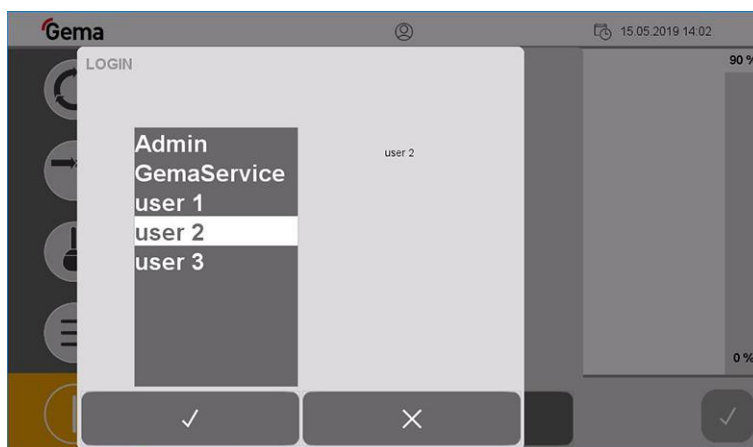 Gema
15.05.2019 14:02
LOGIN
90 %
Admin
GemaService
user 1
user 2
user 3
user 2
0 %